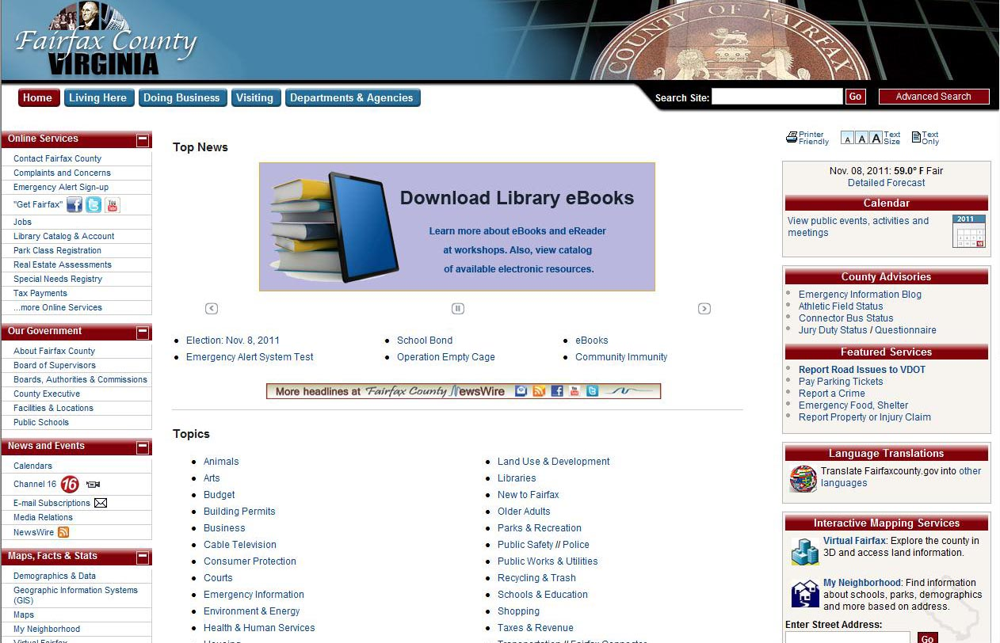 Fairfax County
VIRGINIA
COUNTY OF FAIRFAX
Home
Living Here
Doing Business
Visiting
Departments & Agencies
Search Site:
Go
Advanced Search
Online Services
Contact Fairfax County
Complaints and Concerns
Emergency Alert Sign-up
"Get Fairfax"
Jobs
Library Catalog & Account
Park Class Registration
Real Estate Assessments
Special Needs Registry
Tax Payments
...more Online Services
Our Government
About Fairfax County
Board of Supervisors
Boards, Authorities & Commissions
County Executive
Facilities & Locations
Public Schools
News and Events
Calendars
Channel 16 16
E-mail Subscriptions
Media Relations
NewsWire
Maps, Facts & Stats
Demographics & Data
Geographic Information Systems
(GIS)
Maps
My Neighborhood
Virtual Fairfax
Top News
Download Library eBooks
Learn more about eBooks and eReader
at workshops. Also, view catalog
of available electronic resources.
Election: Nov. 8, 2011
School Bond
eBooks
Emergency Alert System Test
Operation Empty Cage
Community Immunity
More headlines at Fairfax County NewsWire
Topics
Animals
Arts
Budget
Building Permits
Business
Cable Television
Consumer Protection
Courts
Emergency Information
Environment & Energy
Health & Human Services
Housing
Land Use & Development
Libraries
New to Fairfax
Older Adults
Parks & Recreation
Public Safety // Police
Public Works & Utilities
Recycling & Trash
Schools & Education
Shopping
Taxes & Revenue
Transportation // Fairfax Connector
Printer
Friendly
A A A
Text
Size
Text
Only
Nov. 08, 2011: 59.0° F Fair
Detailed Forecast
Calendar
View public events, activities and
meetings
2011
County Advisories
Emergency Information Blog
Athletic Field Status
Connector Bus Status
Jury Duty Status / Questionnaire
Featured Services
Report Road Issues to VDOT
Pay Parking Tickets
Report a Crime
Emergency Food, Shelter
Report Property or Injury Claim
Language Translations
Translate Fairfaxcounty.gov into other
languages
Interactive Mapping Services
Virtual Fairfax: Explore the county in
3D and access land information.
My Neighborhood: Find information
about schools, parks, demographics
and more based on address.
Enter Street Address:
Go